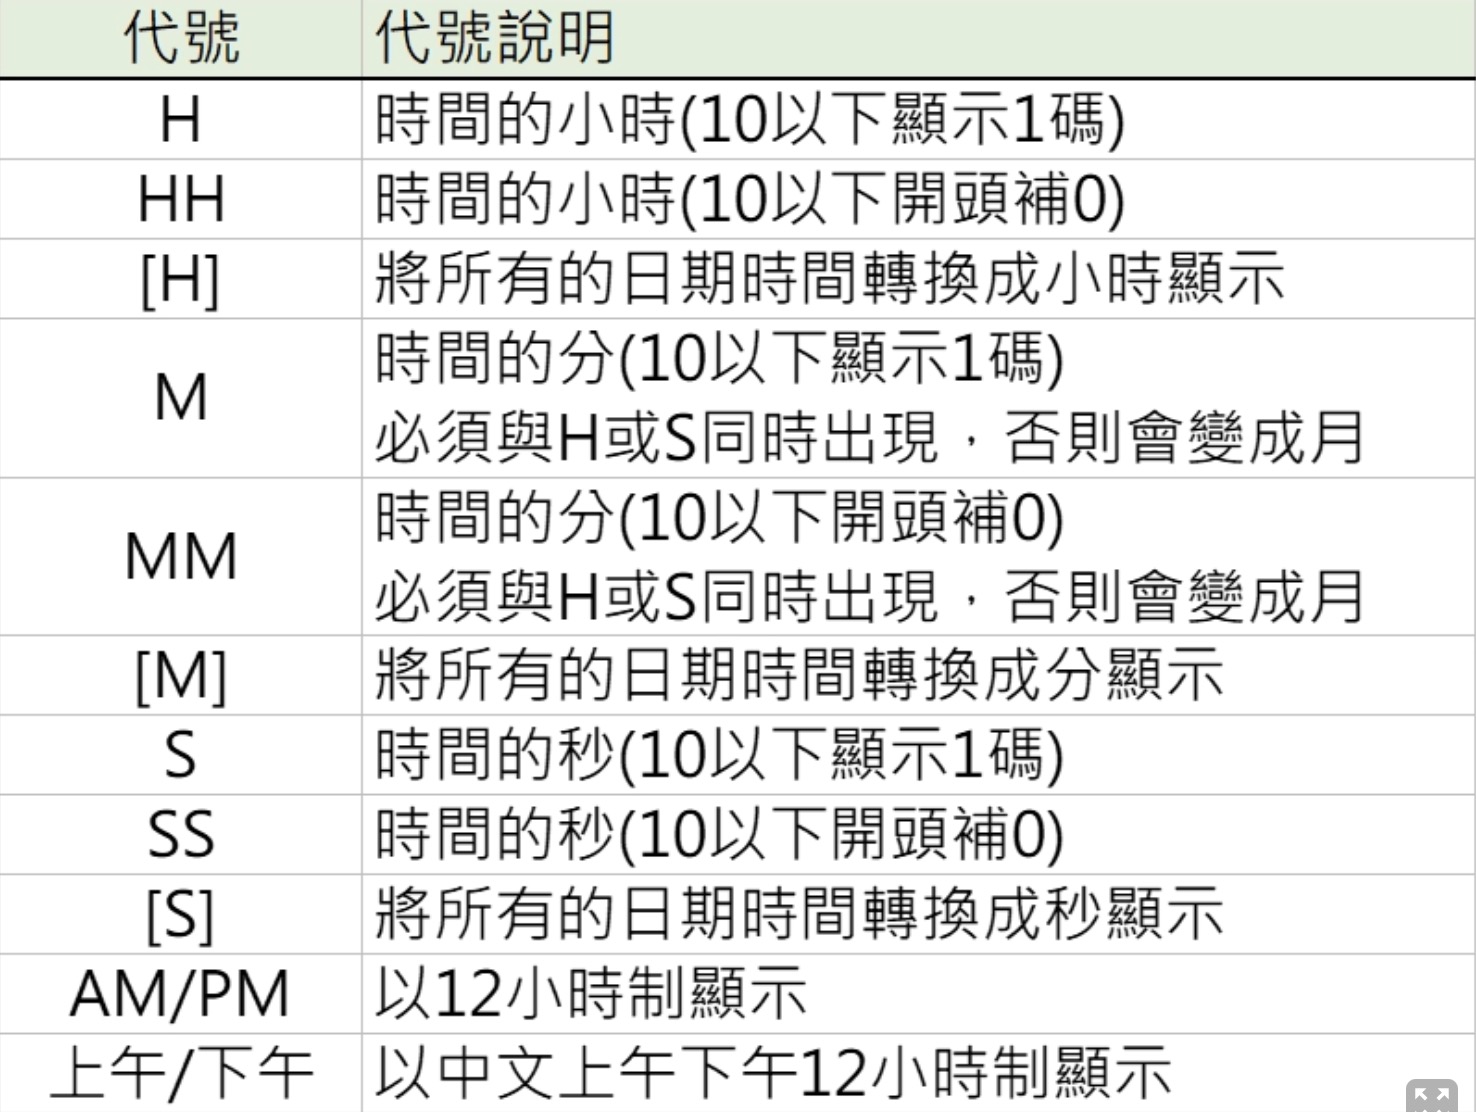 代號 代號說明
H 時間的小時(10以下顯示1碼)
HH 時間的小時(10以下開頭補0)
[H] 將所有的日期時間轉換成小時顯示
M 時間的分(10以下顯示1碼)
必須與H或S同時出現，否則會變成月
MM 時間的分(10以下開頭補0)
必須與H或S同時出現，否則會變成月
[M] 將所有的日期時間轉換成分顯示
S 時間的秒(10以下顯示1碼)
SS 時間的秒(10以下開頭補0)
[S] 將所有的日期時間轉換成秒顯示
AM/PM 以12小時制顯示
上午/下午 以中文上午下午12小時制顯示